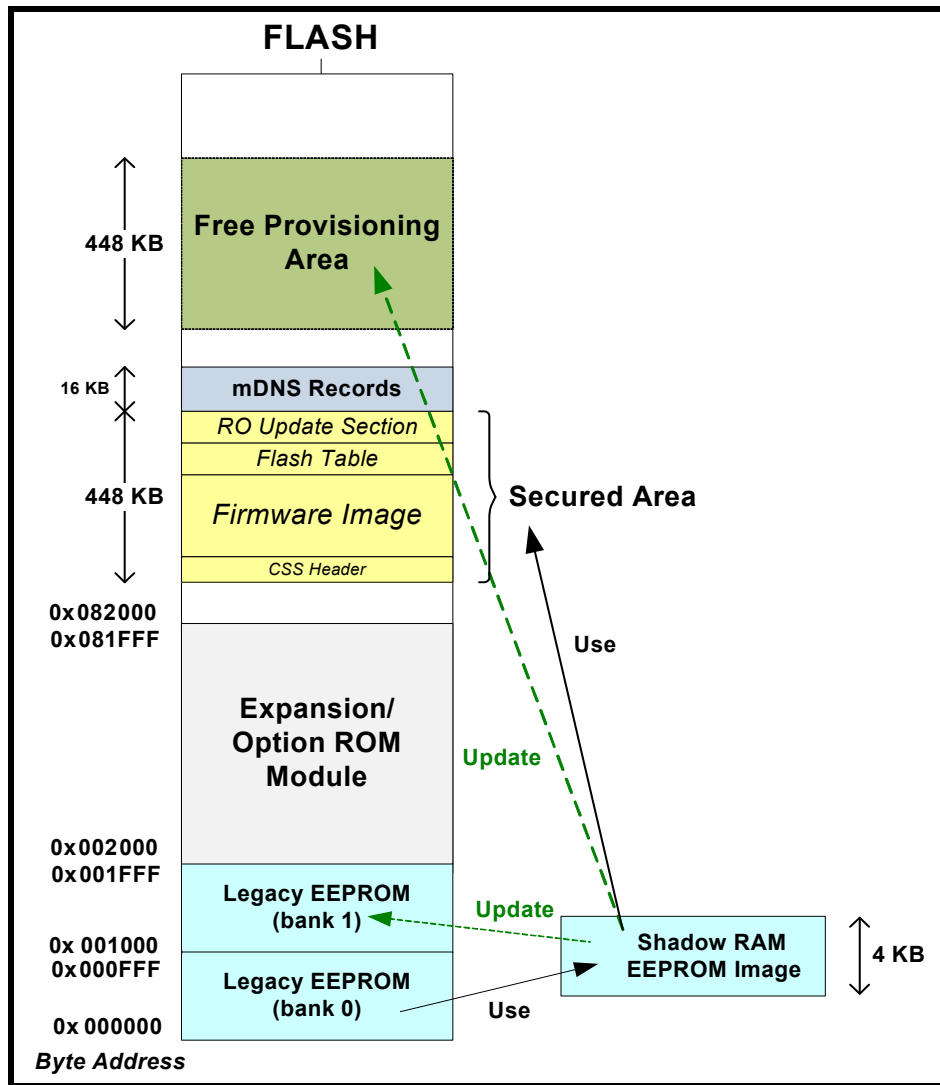 FLASH
Free Provisioning
Area
448 KB
16 KB
mDNS Records
RO Update Section
Flash Table
448 KB
Firmware Image
Secured Area
CSS Header
0x082000
0x081FFF
Use
Expansion/
Option ROM
Module
Update
0x002000
0x001FFF
Legacy EEPROM
(bank 1)
Update
0x 001000
0x000FFF
Shadow RAM
EEPROM Image
4 KB
Legacy EEPROM
(bank 0)
Use
0x 000000
Byte Address